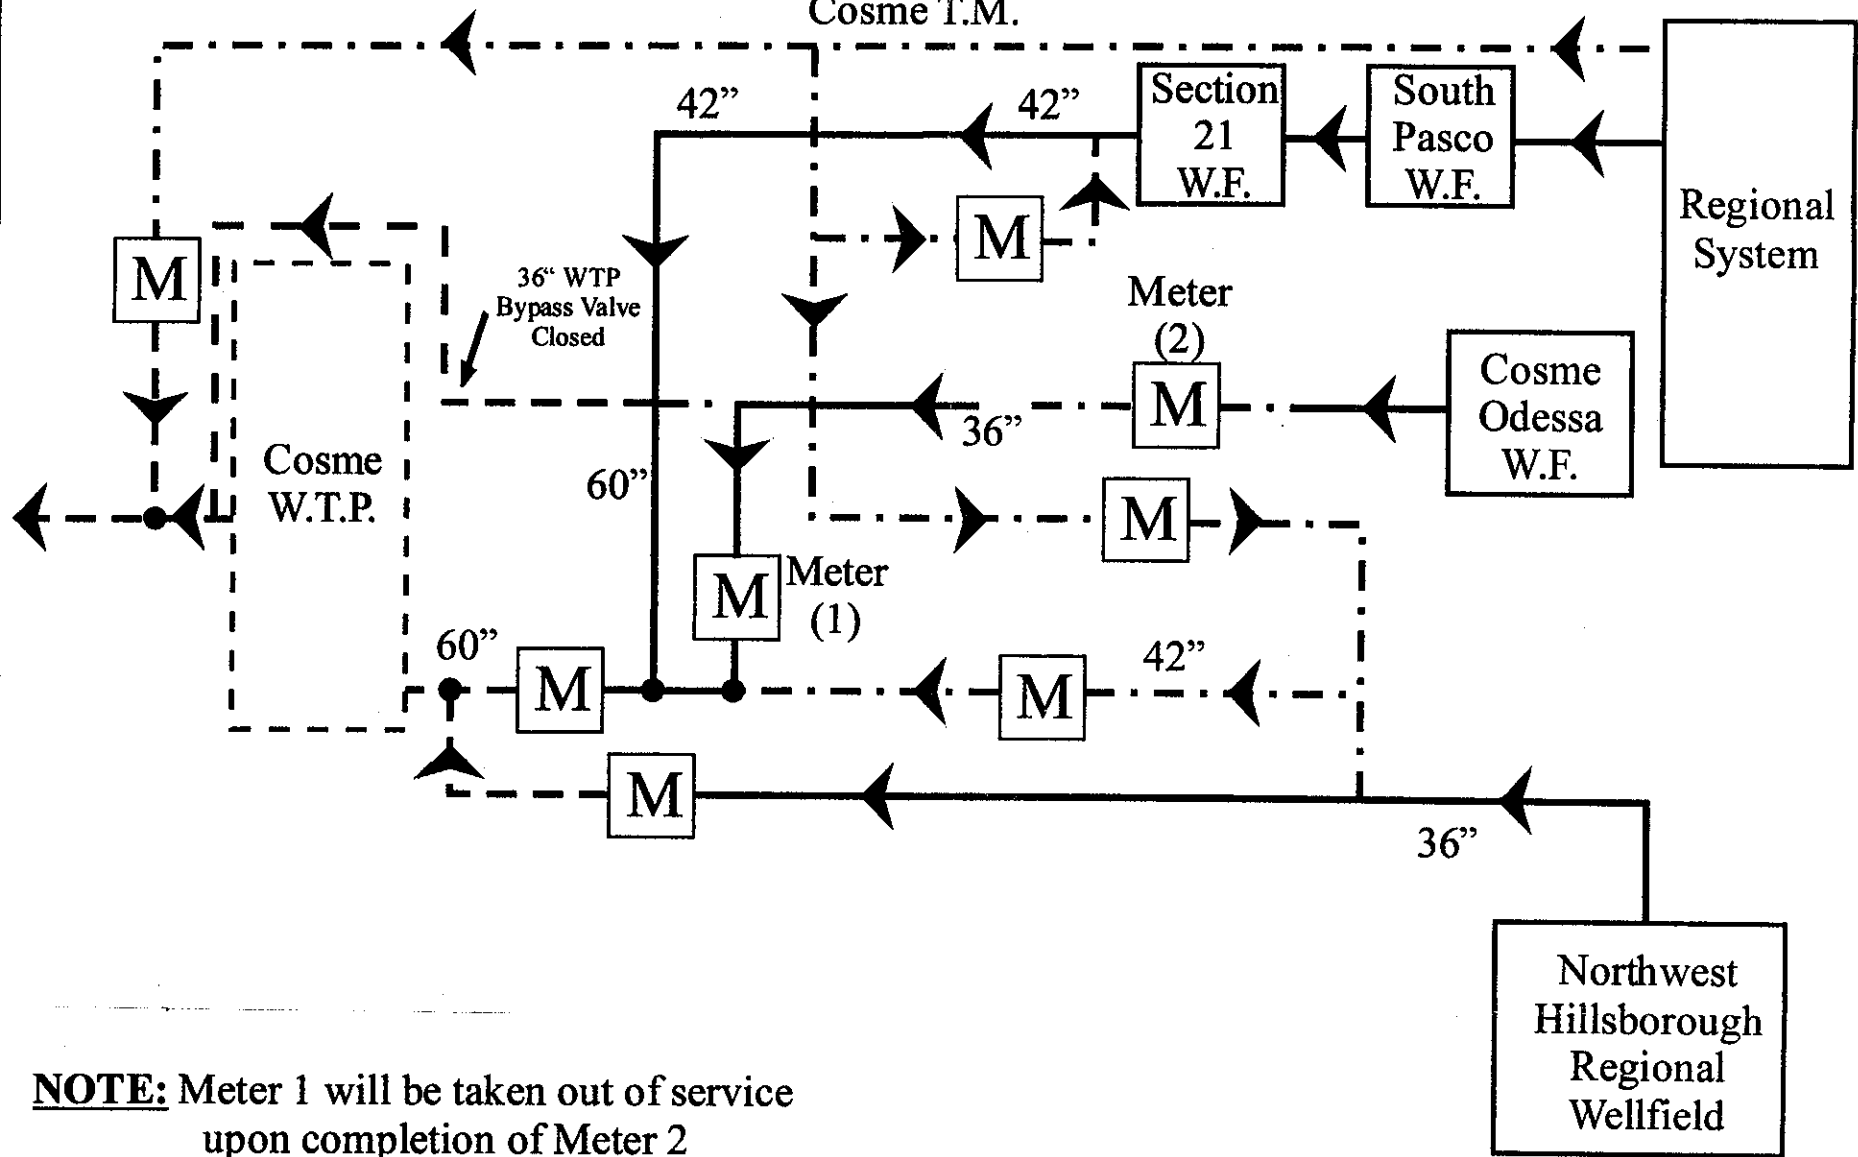 Cosme T.M.
42”
42”
Section
21
W.F.
South
Pasco
W.F.
Regional
System
M
M
36“ WTP
Bypass Valve
Closed
Meter
(2)
M
36”
Cosme
Odessa
W.F.
Cosme
W.T.P.
60”
M
M
Meter
(1)
60”
M
M
42”
M
36”
Northwest
Hillsborough
Regional
Wellfield
NOTE: Meter 1 will be taken out of service
upon completion of Meter 2